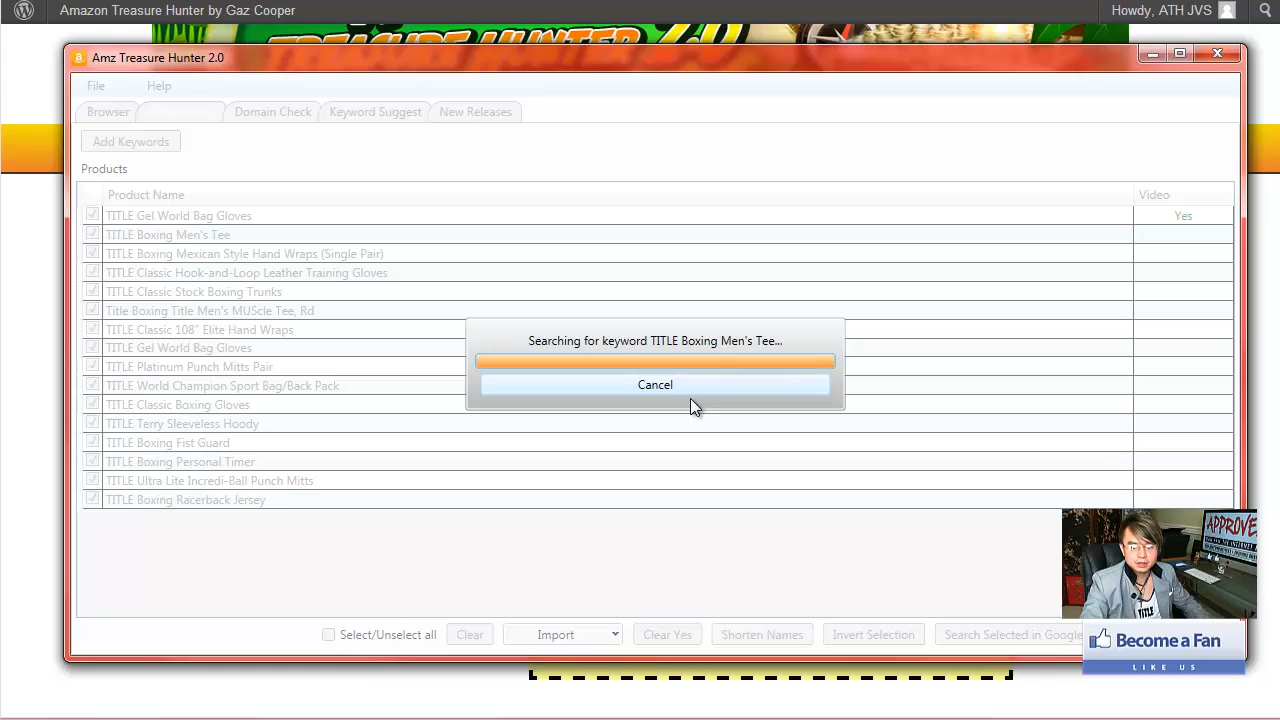 Amazon Treasure Hunter by Gaz Cooper
Howdy, ATH JVS
TREASURE HUNTER 2.0
Amz Treasure Hunter 2.0
File
Help
Browser
Domain Check
Keyword Suggest
New Releases
Add Keywords
Products
Product Name
Video
TITLE Gel World Bag Gloves
Yes
TITLE Boxing Men's Tee
TITLE Boxing Mexican Style Hand Wraps (Single Pair)
TITLE Classic Hook-and-Loop Leather Training Gloves
TITLE Classic Stock Boxing Trunks
Title Boxing Title Men's MUScle Tee, Rd
TITLE Classic 108" Elite Hand Wraps
TITLE Gel World Bag Gloves
TITLE Platinum Punch Mitts Pair
TITLE World Champion Sport Bag/Back Pack
TITLE Classic Boxing Gloves
TITLE Terry Sleeveless Hoody
TITLE Boxing Fist Guard
TITLE Boxing Personal Timer
TITLE Ultra Lite Incredi-Ball Punch Mitts
TITLE Boxing Racerback Jersey
Searching for keyword TITLE Boxing Men's Tee...
Cancel
APPROVE
TITLE
Select/Unselect all
Clear
Import
Clear Yes
Shorten Names
Invert Selection
Search Selected in Google
Become a Fan
LIKE US